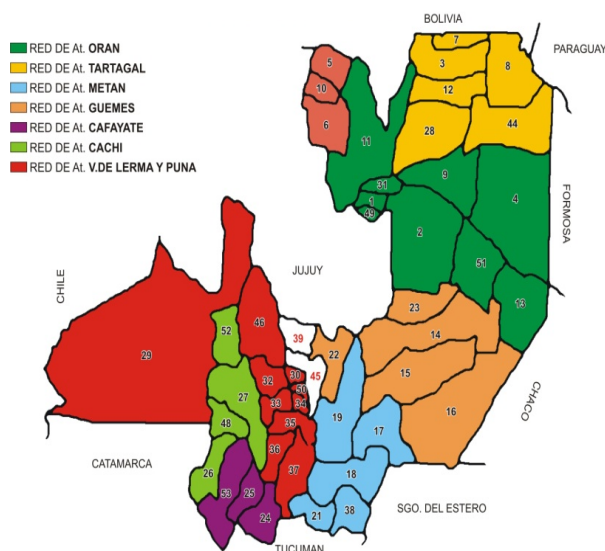 BOLIVIA
PARAGUAY
RED DE At. ORAN
RED DE At. TARTAGAL
RED DE At. METAN
RED DE At. GUEMES
RED DE At. CAFAYATE
RED DE At. CACHI
RED DE At. V.DE LERMA Y PUNA
7
5
3
8
10
12
6
28
44
11
31
9
1
4
49
2
FORMOSA
51
JUJUY
CHILE
13
23
46
52
39
14
22
29
30
45
32
15
50
27
33
34
16
CHACO
19
48
35
17
36
CATAMARCA
37
26
18
53
25
SGO. DEL ESTERO
21
38
24
TUCUMAN